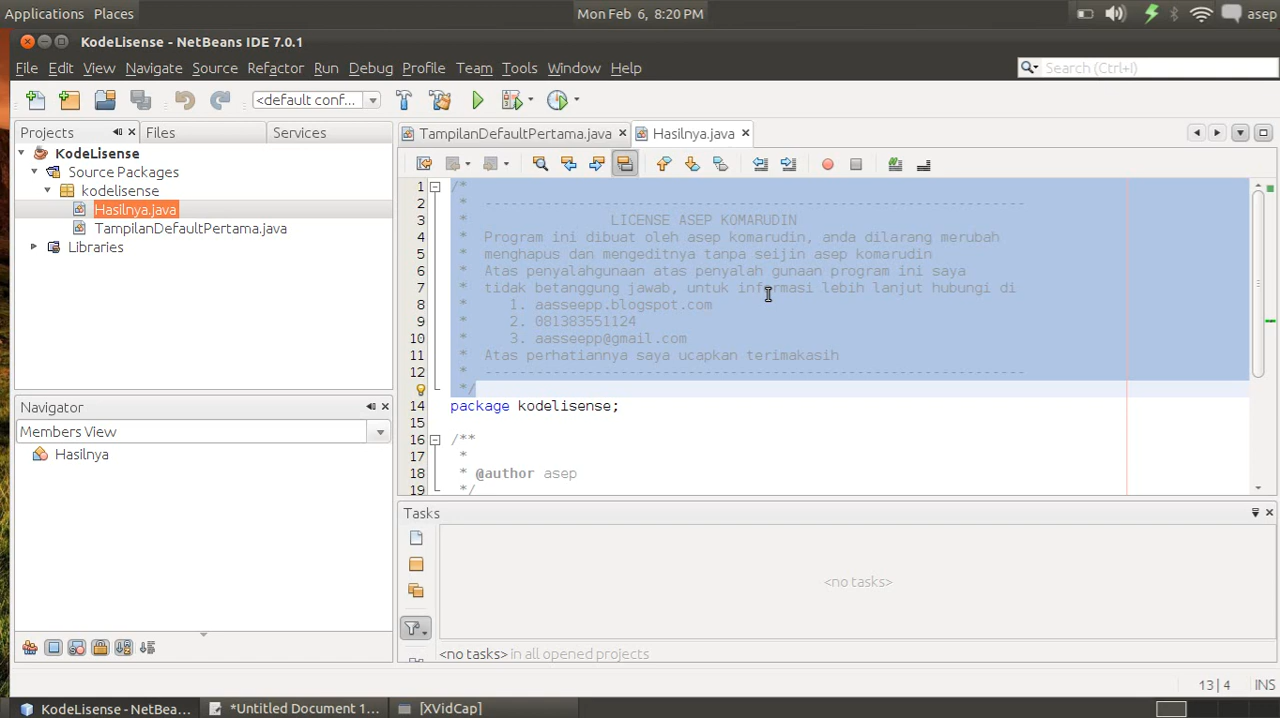 Applications Places Mon Feb 6, 8:20 PM asep
KodeLisense - NetBeans IDE 7.0.1
File Edit View Navigate Source Refactor Run Debug Profile Team Tools Window Help Search (Ctrl+I)
<default conf...
Projects Files Services
KodeLisense
Source Packages
kodelisense
Hasilnya.java
TampilanDefaultPertama.java
Libraries
Navigator
Members View
Hasilnya
TampilanDefaultPertama.java Hasilnya.java
1 /*
2 * ----------------------------------------------------------------
3 * LICENSE ASEP KOMARUDIN
4 * Program ini dibuat oleh asep komarudin, anda dilarang merubah
5 * menghapus dan mengeditnya tanpa seijin asep komarudin
6 * Atas penyalahgunaan atas penyalah gunaan program ini saya
7 * tidak betanggung jawab, untuk informasi lebih lanjut hubungi di
8 * 1. aasseepp.blogspot.com
9 * 2. 081383551124
10 * 3. aasseepp@gmail.com
11 * Atas perhatiannya saya ucapkan terimakasih
12 * ----------------------------------------------------------------
*/
14 package kodelisense;
15
16 /**
17 *
18 * @author asep
19 */
Tasks
<no tasks>
<no tasks> in all opened projects
13|4 INS
KodeLisense - NetBea... *Untitled Document 1... [XVidCap]